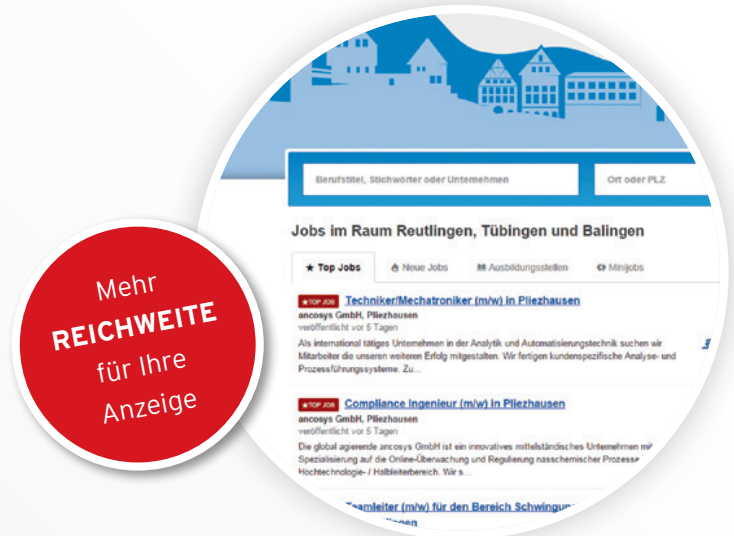 Berufstitel, Stichwörter oder Unternehmen
Ort oder PLZ
Jobs im Raum Reutlingen, Tübingen und Balingen
★ Top Jobs
Neue Jobs
Ausbildungsstellen
Minijobs
★TOP JOB Techniker/Mechatroniker (m/w) in Pliezhausen
ancosys GmbH, Pliezhausen
veröffentlicht vor 5 Tagen
Als international tätiges Unternehmen in der Analytik und Automatisierungstechnik suchen wir
Mitarbeiter die unseren weiteren Erfolg mitgestalten. Wir fertigen kundenspezifische Analyse- und
Prozessführungssysteme. Zu...
★TOP JOB Compliance Ingenieur (m/w) in Pliezhausen
ancosys GmbH, Pliezhausen
veröffentlicht vor 5 Tagen
Die global agierende ancosys GmbH ist ein innovatives mittelständisches Unternehmen
Spezialisierung auf die Online-Überwachung und Regulierung nasschemischer Prozesse
Hochtechnologie- / Halbleiterbereich. Wir s...
(m/w) für den Bereich
Mehr
REICHWEITE
für Ihre
Anzeige